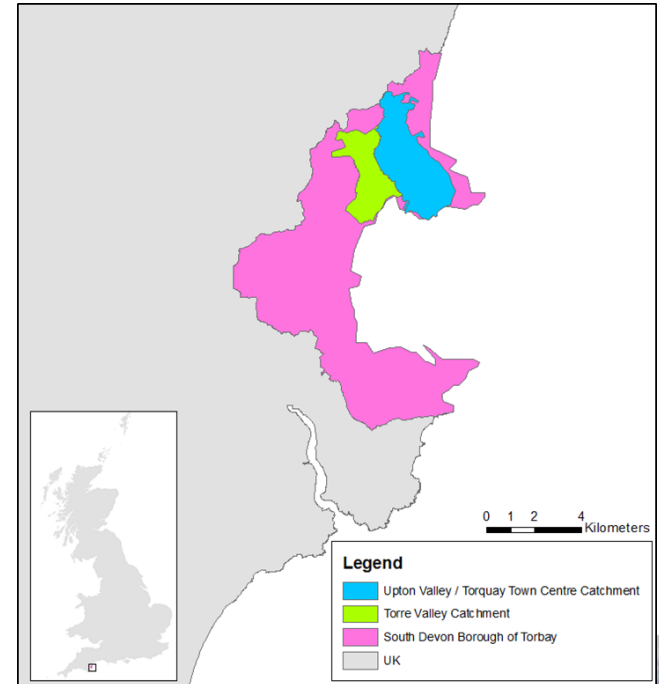 0 1 2 4
Kilometers
Legend
Upton Valley / Torquay Town Centre Catchment
Torre Valley Catchment
South Devon Borough of Torbay
UK